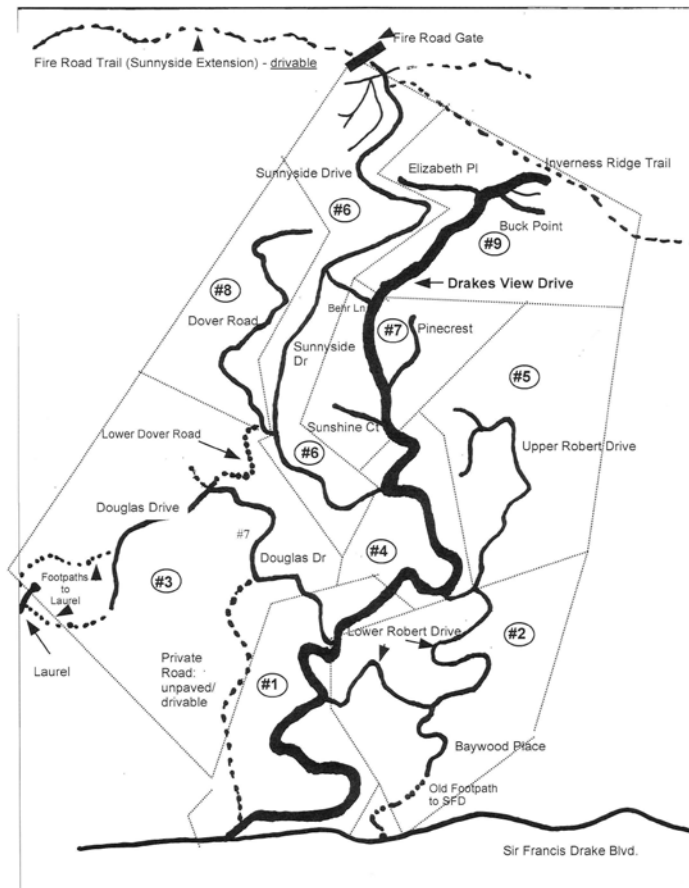 Fire Road Gate
Fire Road Trail (Sunnyside Extension) - drivable
Inverness Ridge Trail
Elizabeth Pl
Sunnyside Drive
#6
Buck Point
#9
#8
Drakes View Drive
Dover Road
Behr Ln
#7
Pinecrest
Sunnyside
Dr
#5
Sunshine Ct
Lower Dover Road
#6
Upper Robert Drive
Douglas Drive
#7
Douglas Dr
#4
Footpaths
to
Laurel
#3
Lower Robert Drive
#2
Laurel
Private
Road:
unpaved/
drivable
#1
Baywood Place
Old Footpath
to SFD
Sir Francis Drake Blvd.